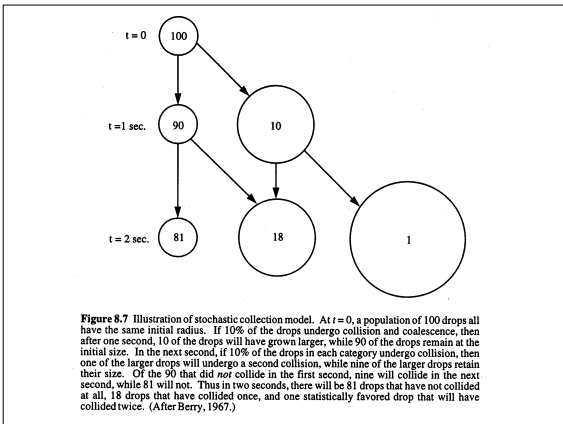 t = 0
100
t =1 sec.
90
10
t = 2 sec.
81
18
1
Figure 8.7 Illustration of stochastic collection model. At t = 0, a population of 100 drops all
have the same initial radius. If 10% of the drops undergo collision and coalescence, then
after one second, 10 of the drops will have grown larger, while 90 of the drops remain at the
initial size. In the next second, if 10% of the drops in each category undergo collision, then
one of the larger drops will undergo a second collision, while nine of the larger drops retain
their size. Of the 90 that did not collide in the first second, nine will collide in the next
second, while 81 will not. Thus in two seconds, there will be 81 drops that have not collided
at all, 18 drops that have collided once, and one statistically favored drop that will have
collided twice. (After Berry, 1967.)